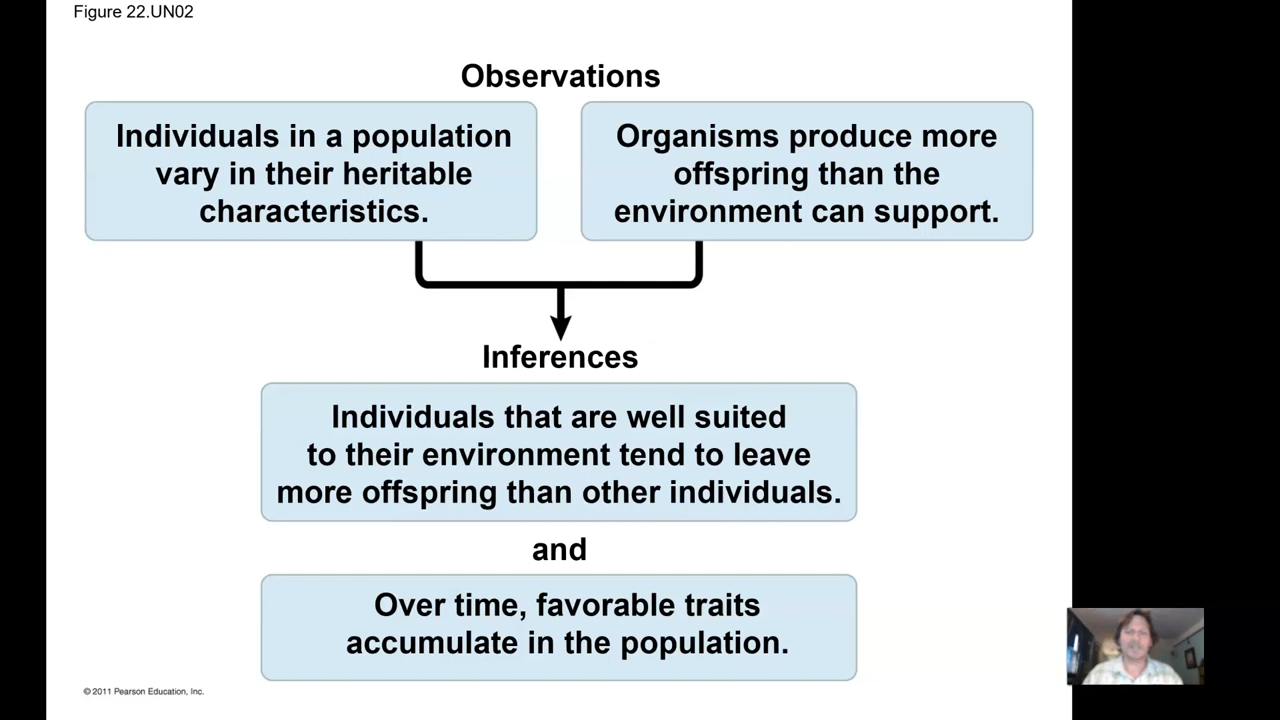 Figure 22.UN02
Observations
Individuals in a population
vary in their heritable
characteristics.
Organisms produce more
offspring than the
environment can support.
Inferences
Individuals that are well suited
to their environment tend to leave
more offspring than other individuals.
and
Over time, favorable traits
accumulate in the population.
© 2011 Pearson Education, Inc.